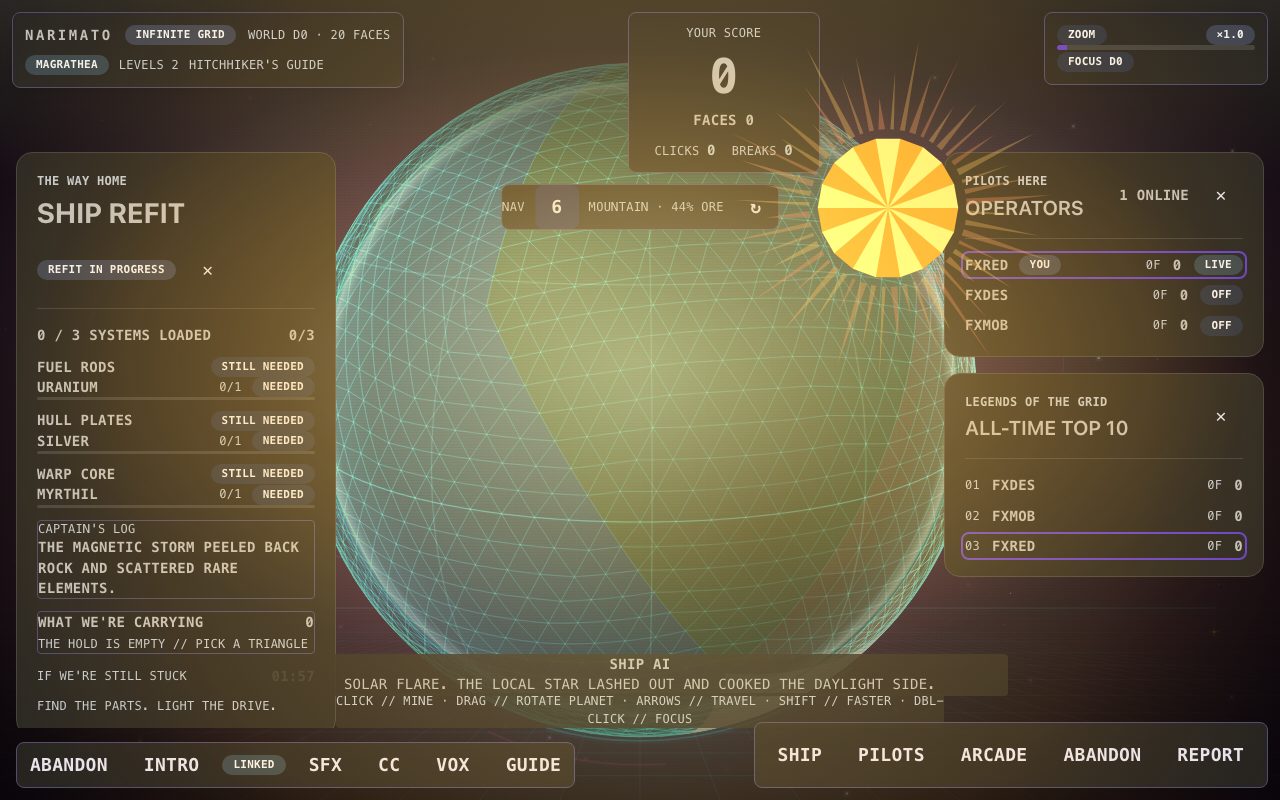 NARIMATO INFINITE GRID WORLD D0 · 20 FACES
MAGRATHEA LEVELS 2 HITCHHIKER'S GUIDE
YOUR SCORE
0
FACES 0
CLICKS 0 BREAKS 0
ZOOM ×1.0
FOCUS D0
NAV 6 MOUNTAIN · 44% ORE ↻
THE WAY HOME
SHIP REFIT
REFIT IN PROGRESS ×
0 / 3 SYSTEMS LOADED 0/3
FUEL RODS STILL NEEDED
URANIUM 0/1 NEEDED
HULL PLATES STILL NEEDED
SILVER 0/1 NEEDED
WARP CORE STILL NEEDED
MYRTHIL 0/1 NEEDED
CAPTAIN'S LOG
THE MAGNETIC STORM PEELED BACK
ROCK AND SCATTERED RARE
ELEMENTS.
WHAT WE'RE CARRYING 0
THE HOLD IS EMPTY // PICK A TRIANGLE
IF WE'RE STILL STUCK 01:57
FIND THE PARTS. LIGHT THE DRIVE.
PILOTS HERE
OPERATORS 1 ONLINE ×
FXRED YOU 0F 0 LIVE
FXDES 0F 0 OFF
FXMOB 0F 0 OFF
LEGENDS OF THE GRID
ALL-TIME TOP 10 ×
01 FXDES 0F 0
02 FXMOB 0F 0
03 FXRED 0F 0
SHIP AI
SOLAR FLARE. THE LOCAL STAR LASHED OUT AND COOKED THE DAYLIGHT SIDE.
CLICK // MINE · DRAG // ROTATE PLANET · ARROWS // TRAVEL · SHIFT // FASTER · DBL-
CLICK // FOCUS
ABANDON INTRO LINKED SFX CC VOX GUIDE
SHIP PILOTS ARCADE ABANDON REPORT